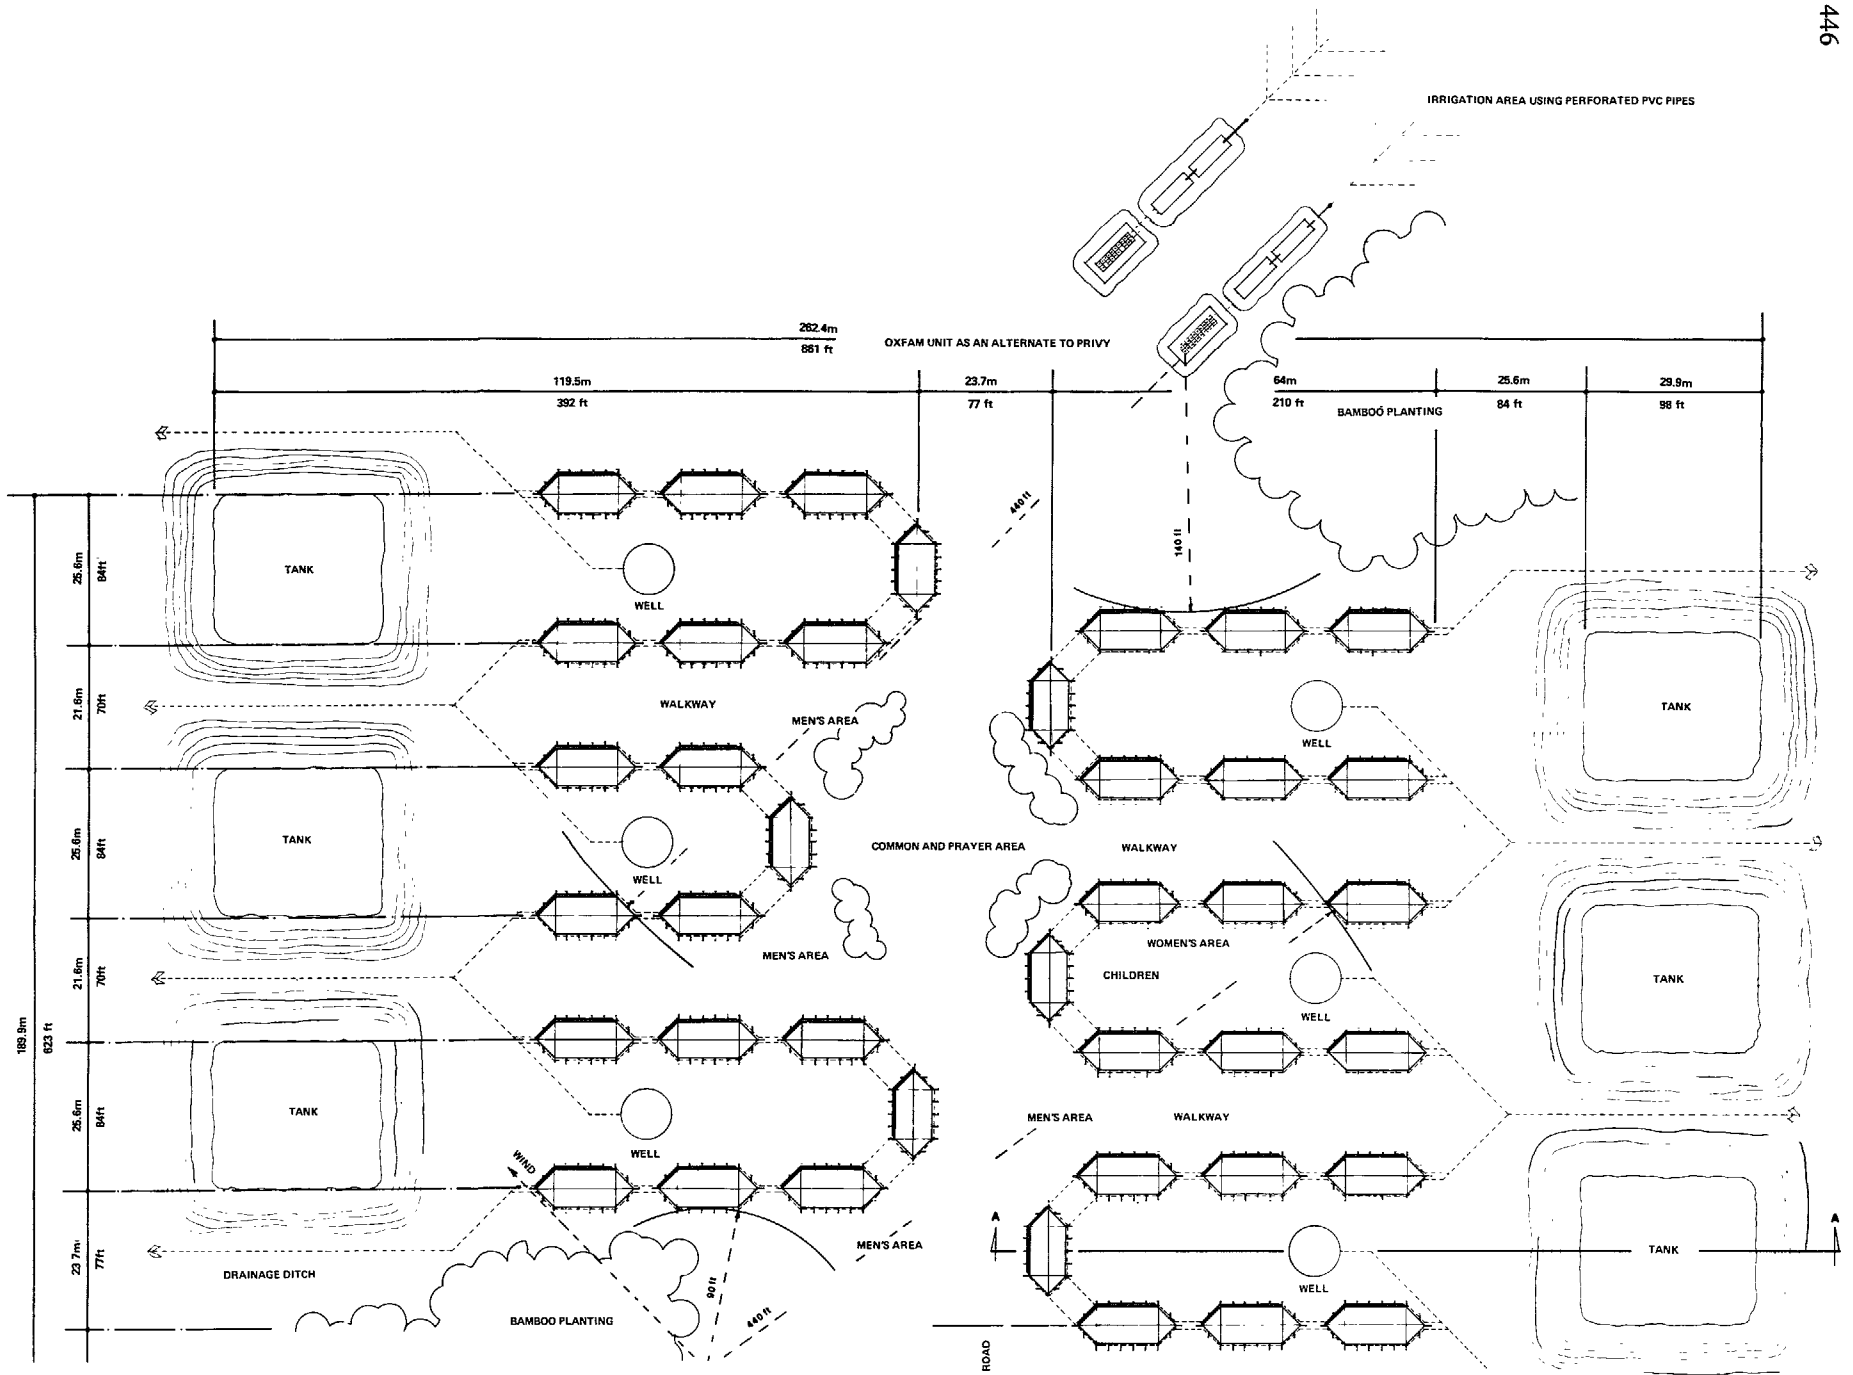 446
IRRIGATION AREA USING PERFORATED PVC PIPES
262.4m
861 ft
OXFAM UNIT AS AN ALTERNATE TO PRIVY
119.5m
392 ft
23.7m
77 ft
64m
210 ft
25.6m
84 ft
29.9m
98 ft
BAMBOO PLANTING
440 ft
140 ft
25.6m
84ft
TANK
WELL
21.6m
70ft
WALKWAY
MEN'S AREA
WELL
TANK
25.6m
84ft
TANK
WELL
COMMON AND PRAYER AREA
WALKWAY
MEN'S AREA
WOMEN'S AREA
CHILDREN
WELL
TANK
21.6m
70ft
189.9m
623 ft
25.6m
84ft
TANK
WELL
MEN'S AREA
WALKWAY
WIND
23.7m
77ft
DRAINAGE DITCH
MEN'S AREA
A
A
WELL
TANK
90 ft
440 ft
BAMBOO PLANTING
ROAD